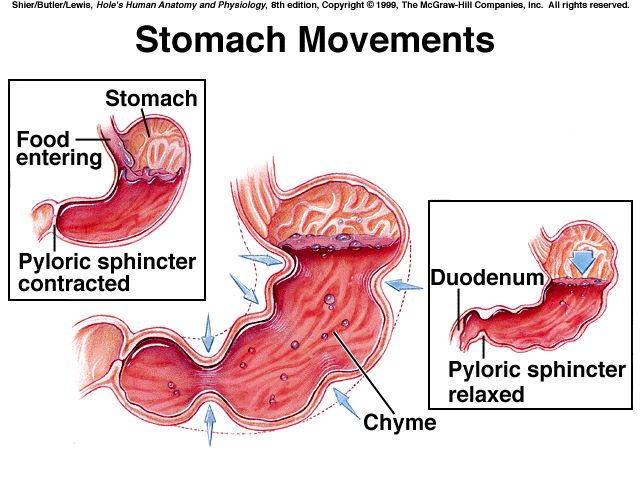 Shier/Butler/Lewis, Hole's Human Anatomy and Physiology, 8th edition, Copyright © 1999, The McGraw-Hill Companies, Inc. All rights reserved.
Stomach Movements
Stomach
Food
entering
Pyloric sphincter
contracted
Duodenum
Pyloric sphincter
relaxed
Chyme